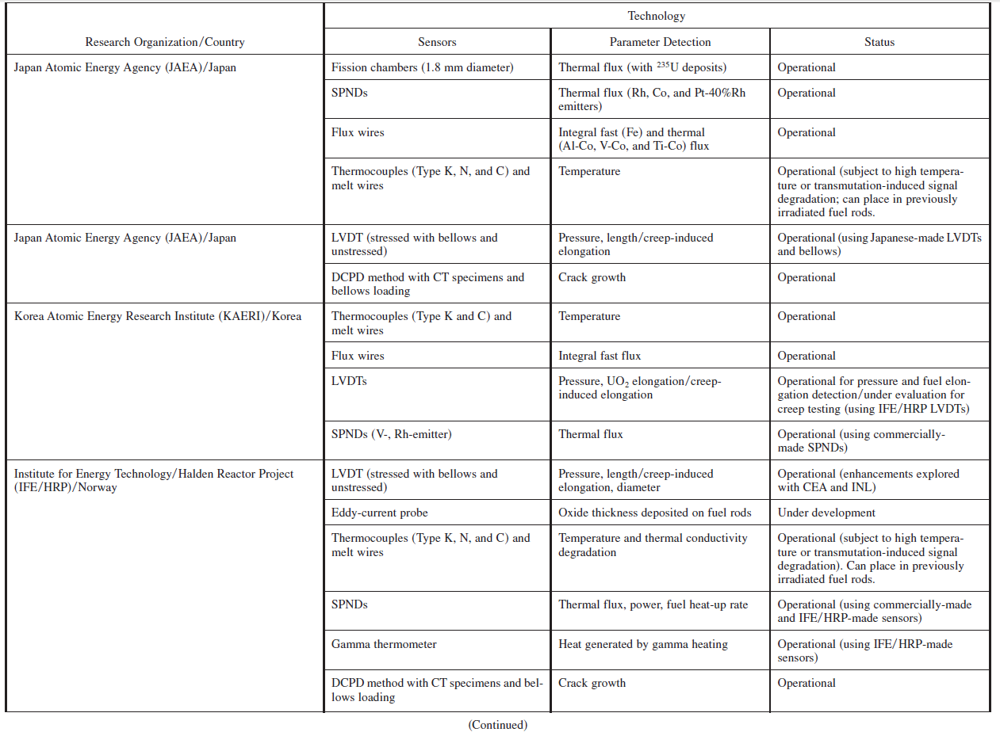 Technology
Research Organization/Country
Sensors
Parameter Detection
Status
Japan Atomic Energy Agency (JAEA)/Japan
Fission chambers (1.8 mm diameter)
Thermal flux (with ²³⁵U deposits)
Operational
SPNDs
Thermal flux (Rh, Co, and Pt-40%Rh
emitters)
Operational
Flux wires
Integral fast (Fe) and thermal
(Al-Co, V-Co, and Ti-Co) flux
Operational
Thermocouples (Type K, N, and C) and
melt wires
Temperature
Operational (subject to high tempera-
ture or transmutation-induced signal
degradation; can place in previously
irradiated fuel rods.
Japan Atomic Energy Agency (JAEA)/Japan
LVDT (stressed with bellows and
unstressed)
Pressure, length/creep-induced
elongation
Operational (using Japanese-made LVDTs
and bellows)
DCPD method with CT specimens and
bellows loading
Crack growth
Operational
Korea Atomic Energy Research Institute (KAERI)/Korea
Thermocouples (Type K and C) and
melt wires
Temperature
Operational
Flux wires
Integral fast flux
Operational
LVDTs
Pressure, UO₂ elongation/creep-
induced elongation
Operational for pressure and fuel elon-
gation detection/under evaluation for
creep testing (using IFE/HRP LVDTs)
SPNDs (V-, Rh-emitter)
Thermal flux
Operational (using commercially-
made SPNDs)
Institute for Energy Technology/Halden Reactor Project
(IFE/HRP)/Norway
LVDT (stressed with bellows and
unstressed)
Pressure, length/creep-induced
elongation, diameter
Operational (enhancements explored
with CEA and INL)
Eddy-current probe
Oxide thickness deposited on fuel rods
Under development
Thermocouples (Type K, N, and C) and
melt wires
Temperature and thermal conductivity
degradation
Operational (subject to high tempera-
ture or transmutation-induced signal
degradation). Can place in previously
irradiated fuel rods.
SPNDs
Thermal flux, power, fuel heat-up rate
Operational (using commercially-made
and IFE/HRP-made sensors)
Gamma thermometer
Heat generated by gamma heating
Operational (using IFE/HRP-made
sensors)
DCPD method with CT specimens and bel-
lows loading
Crack growth
Operational
(Continued)